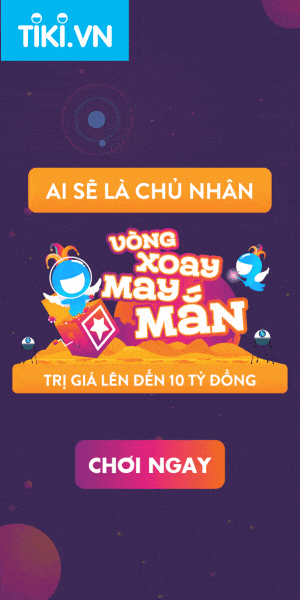 TIKI.VN
AI SẼ LÀ CHỦ NHÂN
VÒNG
XOAY
MAY
MẮN
TRỊ GIÁ LÊN ĐẾN 10 TỶ ĐỒNG
CHƠI NGAY